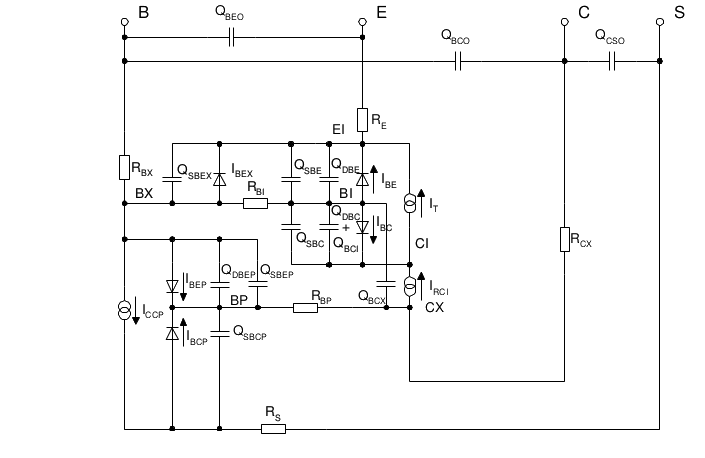 B
E
C
S
QBEO
QBCO
QCSO
RE
EI
RBX
QSBEX
IBEX
RBI
QSBE
QDBE
IBE
BX
BI
IT
QDBC
+
QBCI
IBC
QSBC
CI
RCX
IBEP
QDBEP
QSBEP
BP
RBP
QBCX
IRCI
CX
ICCP
IBCP
QSBCP
RS